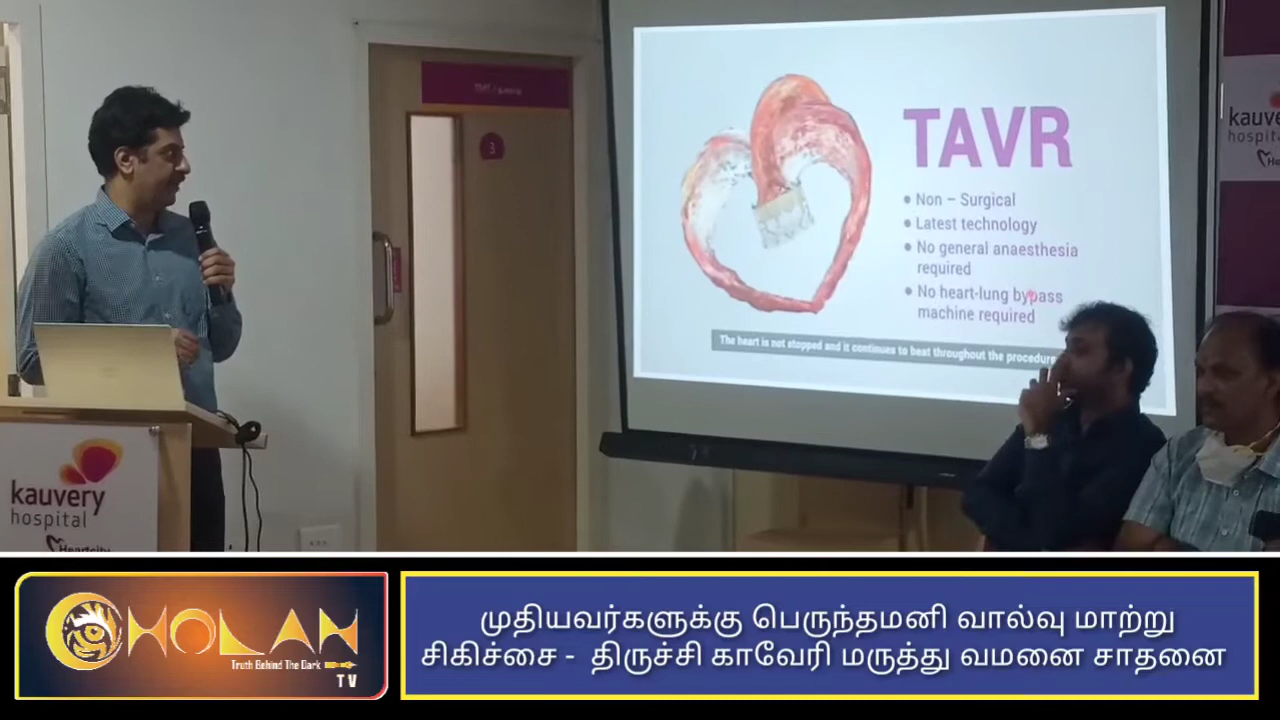 3
TAVR
Non – Surgical
Latest technology
No general anaesthesia
required
No heart-lung bypass
machine required
The heart is not stopped and it continues to beat throughout the procedure
kauvery
hospital
Heartcity
CHOLAN
Truth Behind The Dark
TV
முதியவர்களுக்கு பெருந்தமனி வால்வு மாற்று
சிகிச்சை - திருச்சி காவேரி மருத்து வமனை சாதனை